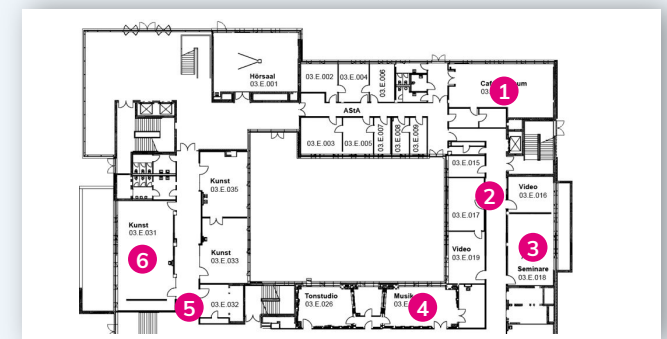 Hörsaal
03.E.001
03.E.002
03.E.004
03.E.006
1
AStA
03.E.003
03.E.005
03.E.007
03.E.008
03.E.009
03.E.015
2
Video
03.E.016
03.E.017
Kunst
03.E.035
Kunst
03.E.031
6
Kunst
03.E.033
Video
03.E.019
3
Seminare
03.E.018
5
03.E.032
Tonstudio
03.E.026
Musik
4